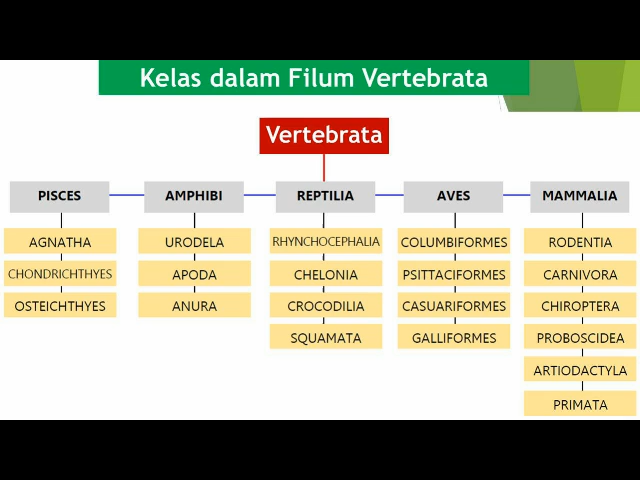 Kelas dalam Filum Vertebrata
Vertebrata
PISCES
AMPHIBI
REPTILIA
AVES
MAMMALIA
AGNATHA
URODELA
RHYNCHOCEPHALIA
COLUMBIFORMES
RODENTIA
CHONDRICHTHYES
APODA
CHELONIA
PSITTACIFORMES
CARNIVORA
OSTEICHTHYES
ANURA
CROCODILIA
CASUARIFORMES
CHIROPTERA
SQUAMATA
GALLIFORMES
PROBOSCIDEA
ARTIODACTYLA
PRIMATA